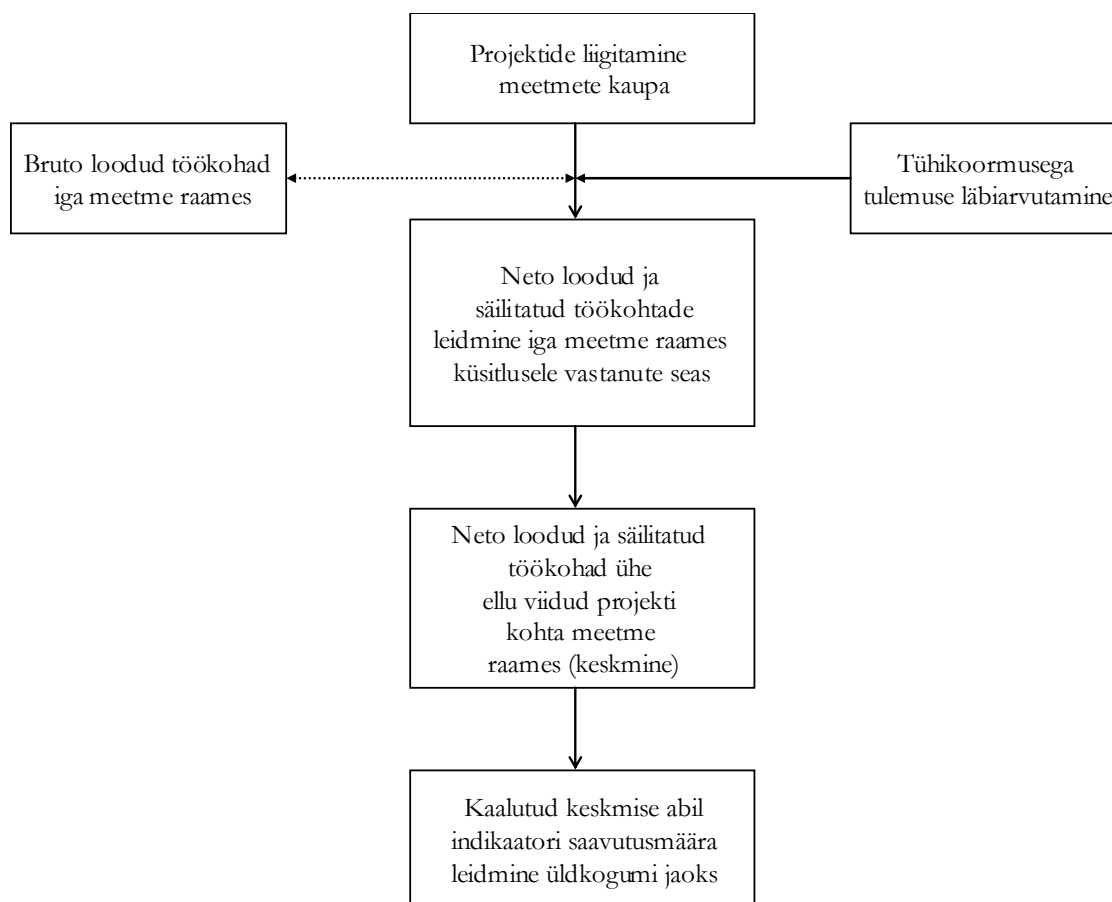 Projektide liigitamine
meetmete kaupa
Bruto loodud töökohad
iga meetme raames
Tühikoormusega
tulemuse läbiarvutamine
Neto loodud ja
säilitatud töökohtade
leidmine iga meetme raames
küsitlusele vastanute seas
Neto loodud ja säilitatud
töökohad ühe
ellu viidud projekti
kohta meetme
raames (keskmine)
Kaalutud keskmise abil
indikaatori saavutusmäära
leidmine üldkogumi jaoks